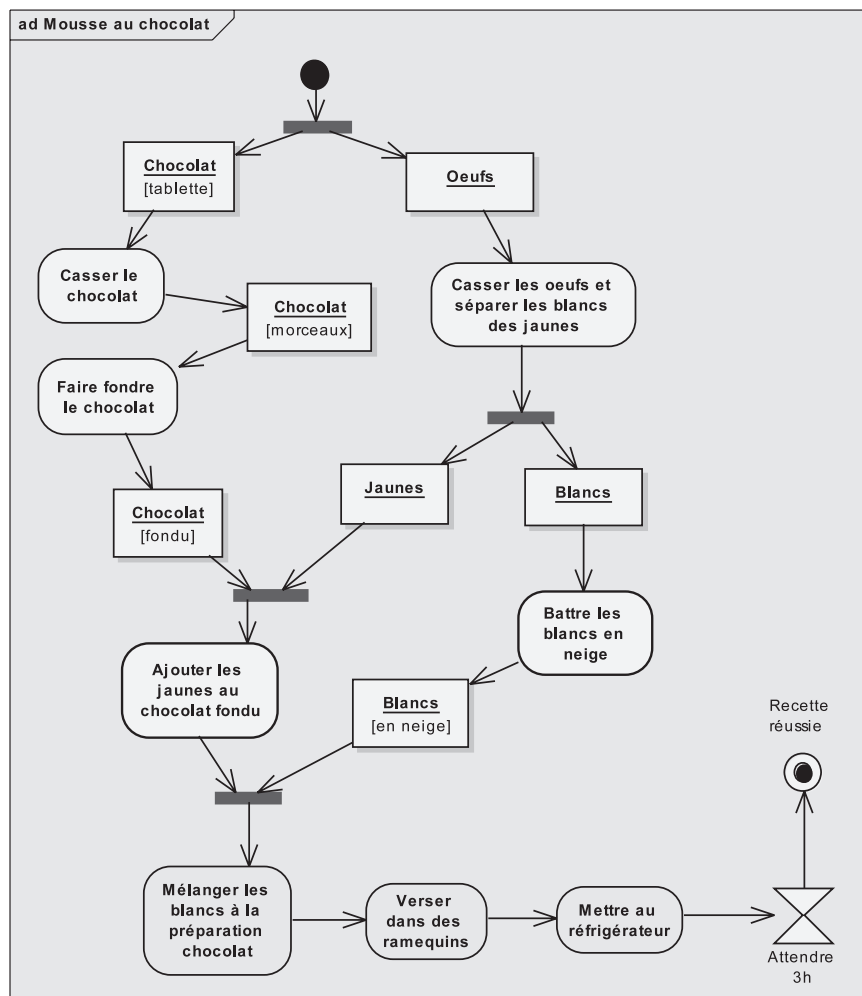 ad Mousse au chocolat
Chocolat
[tablette]
Oeufs
Casser le
chocolat
Chocolat
[morceaux]
Casser les oeufs et
séparer les blancs
des jaunes
Faire fondre
le chocolat
Chocolat
[fondu]
Jaunes
Blancs
Battre les
blancs en
neige
Ajouter les
jaunes au
chocolat fondu
Blancs
[en neige]
Recette
réussie
Mélanger les
blancs à la
préparation
chocolat
Verser
dans des
ramequins
Mettre au
réfrigérateur
Attendre
3h